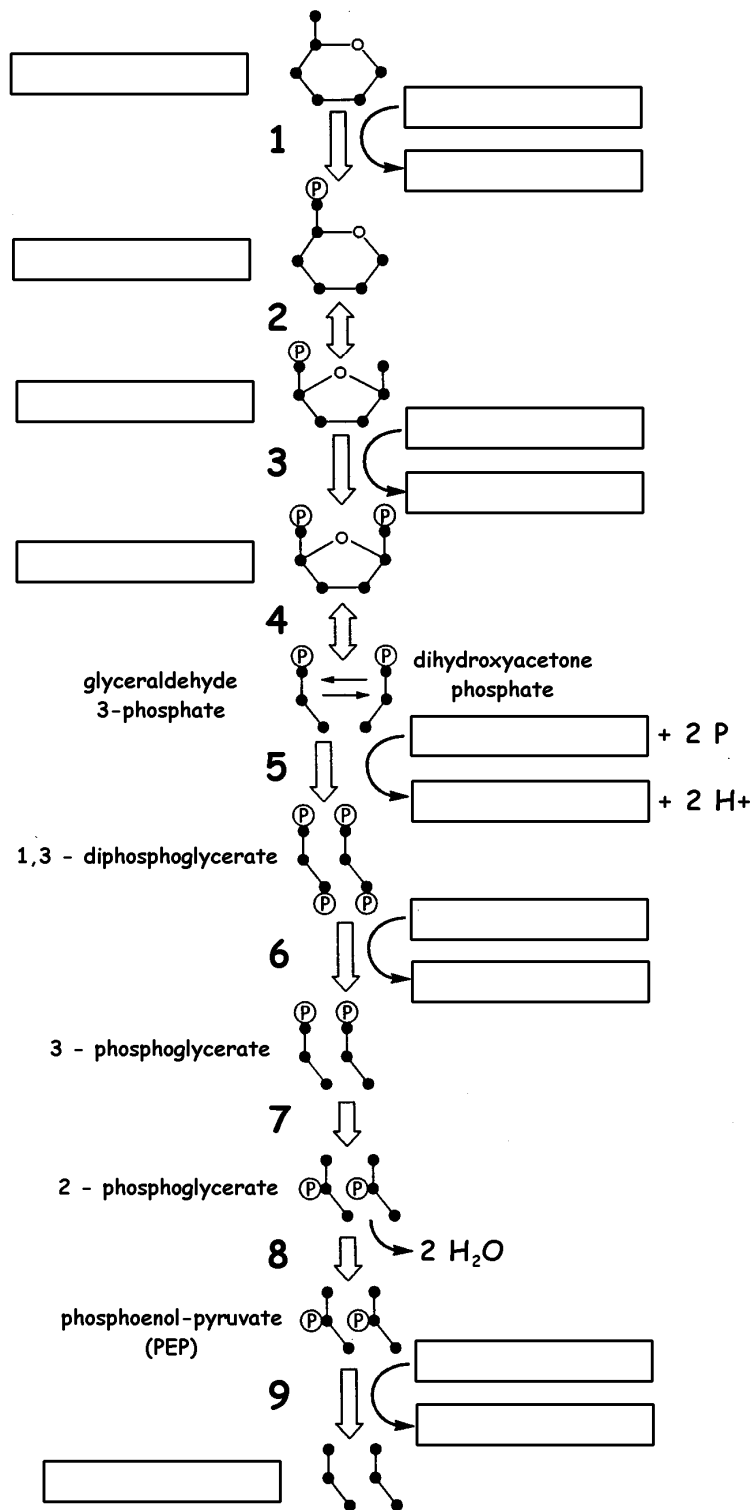 1
P
2
P
3
P P
4
P P
glyceraldehyde
3-phosphate
dihydroxyacetone
phosphate
+ 2 P
5
+ 2 H+
P P
1,3 - diphosphoglycerate
P P
6
P P
3 - phosphoglycerate
7
2 - phosphoglycerate
P P
2 H₂O
8
phosphoenol-pyruvate
(PEP)
P P
9